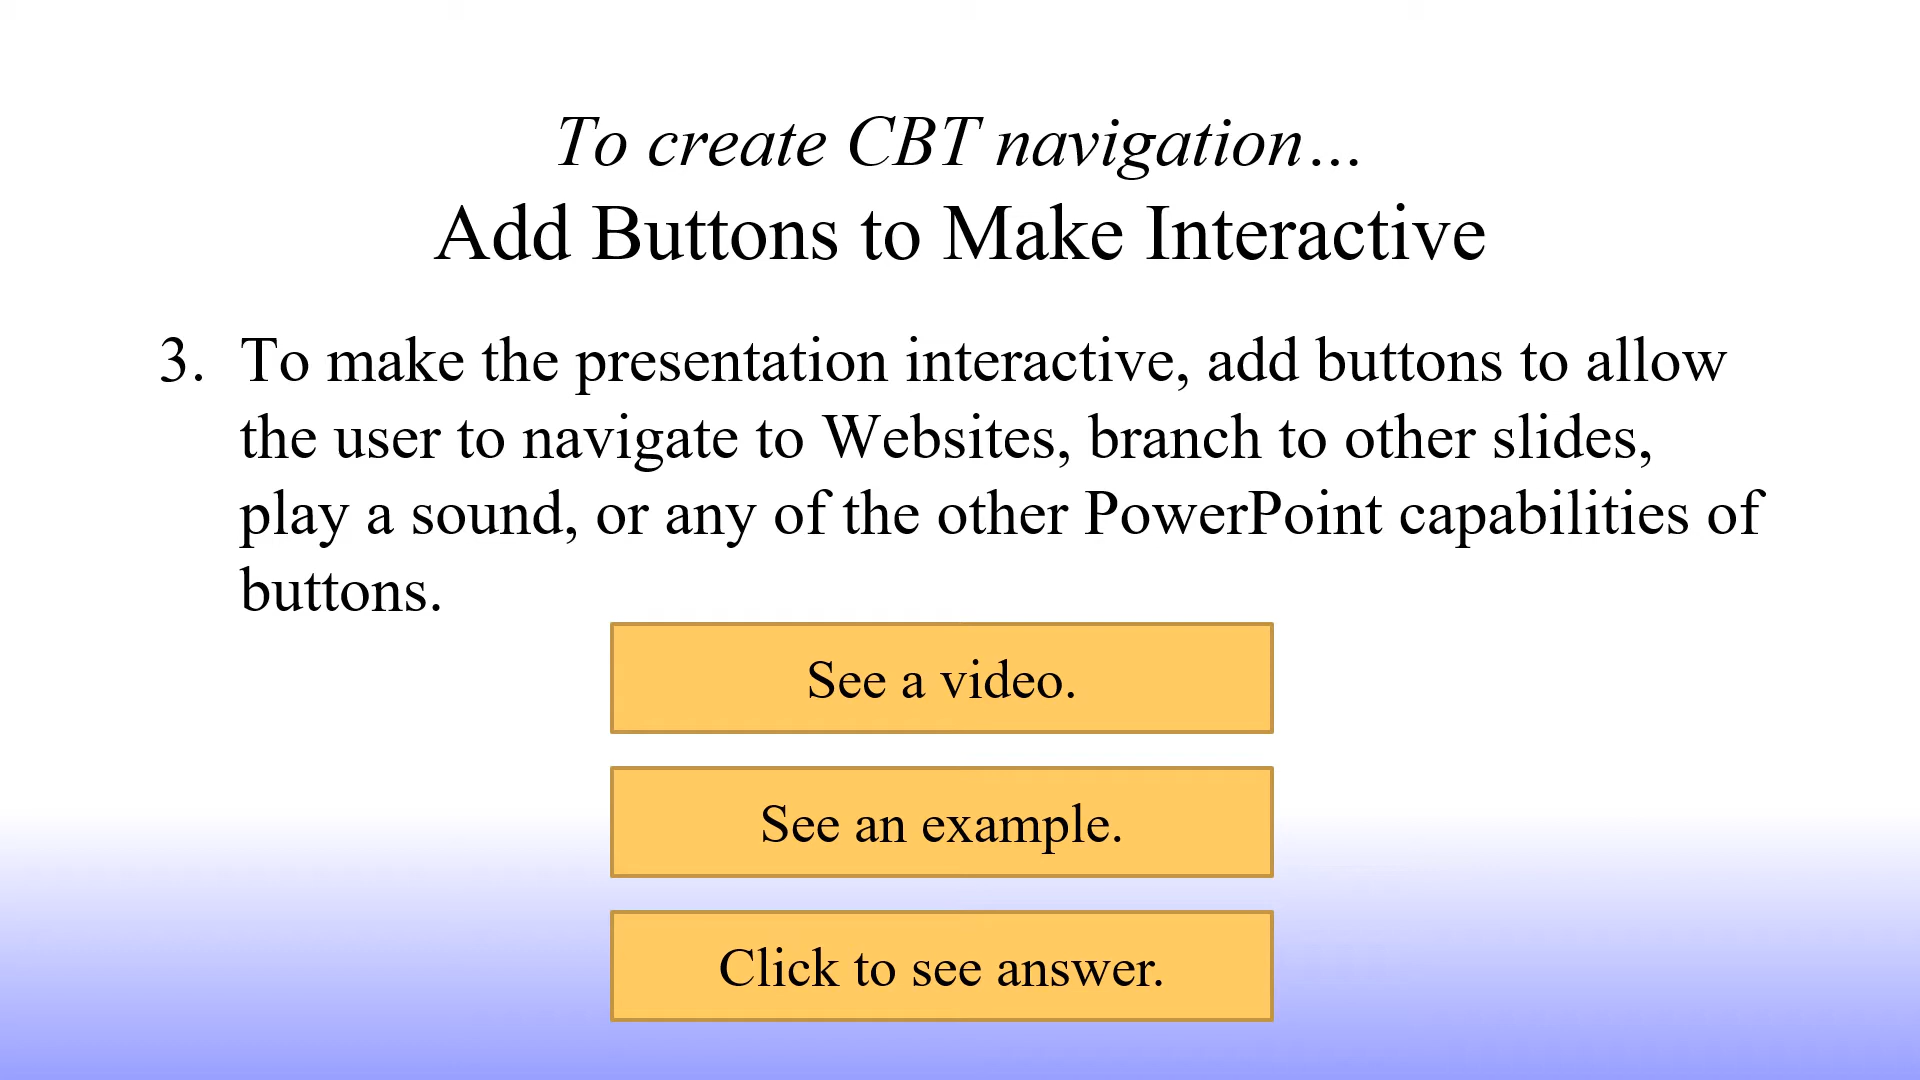 To create CBT navigation…
Add Buttons to Make Interactive
3. To make the presentation interactive, add buttons to allow
the user to navigate to Websites, branch to other slides,
play a sound, or any of the other PowerPoint capabilities of
buttons.
See a video.
See an example.
Click to see answer.